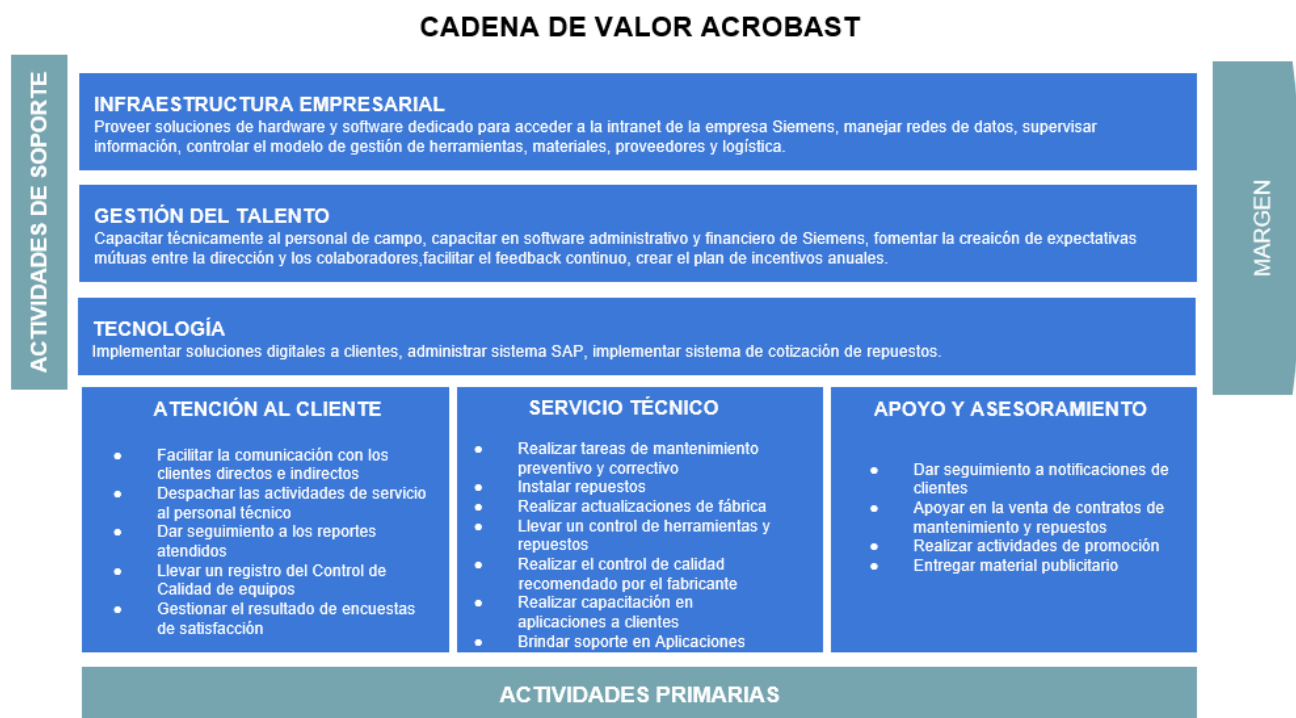 CADENA DE VALOR ACROBAST
ACTIVIDADES DE SOPORTE
INFRAESTRUCTURA EMPRESARIAL
Proveer soluciones de hardware y software dedicado para acceder a la intranet de la empresa Siemens, manejar redes de datos, supervisar
información, controlar el modelo de gestión de herramientas, materiales, proveedores y logística.
GESTIÓN DEL TALENTO
Capacitar técnicamente al personal de campo, capacitar en software administrativo y financiero de Siemens, fomentar la creaicón de expectativas
mútuas entre la dirección y los colaboradores,facilitar el feedback continuo, crear el plan de incentivos anuales.
TECNOLOGÍA
Implementar soluciones digitales a clientes, administrar sistema SAP, implementar sistema de cotización de repuestos.
MARGEN
ATENCIÓN AL CLIENTE
● Facilitar la comunicación con los
clientes directos e indirectos
● Despachar las actividades de servicio
al personal técnico
● Dar seguimiento a los reportes
atendidos
● Llevar un registro del Control de
Calidad de equipos
● Gestionar el resultado de encuestas
de satisfacción
SERVICIO TÉCNICO
● Realizar tareas de mantenimiento
preventivo y correctivo
● Instalar repuestos
● Realizar actualizaciones de fábrica
● Llevar un control de herramientas y
repuestos
● Realizar el control de calidad
recomendado por el fabricante
● Realizar capacitación en
aplicaciones a clientes
● Brindar soporte en Aplicaciones
APOYO Y ASESORAMIENTO
● Dar seguimiento a notificaciones de
clientes
● Apoyar en la venta de contratos de
mantenimiento y repuestos
● Realizar actividades de promoción
● Entregar material publicitario
ACTIVIDADES PRIMARIAS